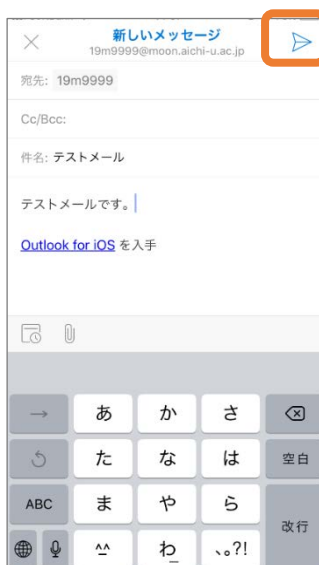 新しいメッセージ
19m9999@moon.aichi-u.ac.jp
宛先: 19m9999
Cc/Bcc:
件名: テストメール
テストメールです。
Outlook for iOS を入手
→ あ か さ
た な は 空白
ABC ま や ら
改行
^^ わ_ 、。?!